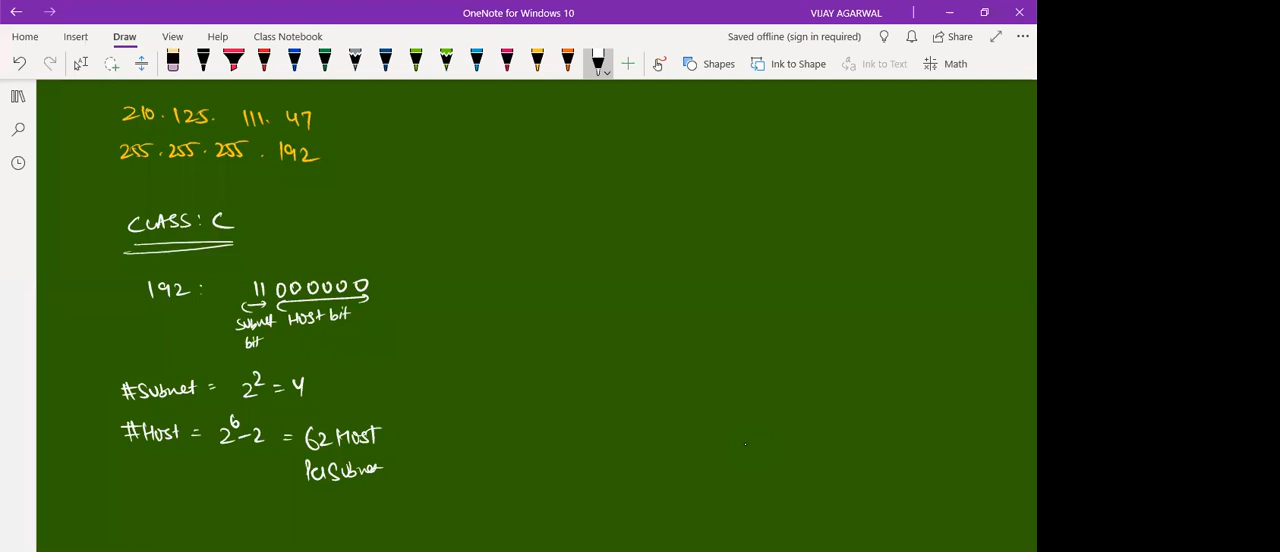 OneNote for Windows 10
VIJAY AGARWAL
Home Insert Draw View Help Class Notebook
Saved offline (sign in required) Share
Shapes Ink to Shape Ink to Text Math
210.125.111.47
255.255.255.192
CLASS: C
192: 11 000000
Subnet bit
Host bit
#Subnet = 2^2 = 4
#Host = 2^6-2 = 62 Host
Per Subnet